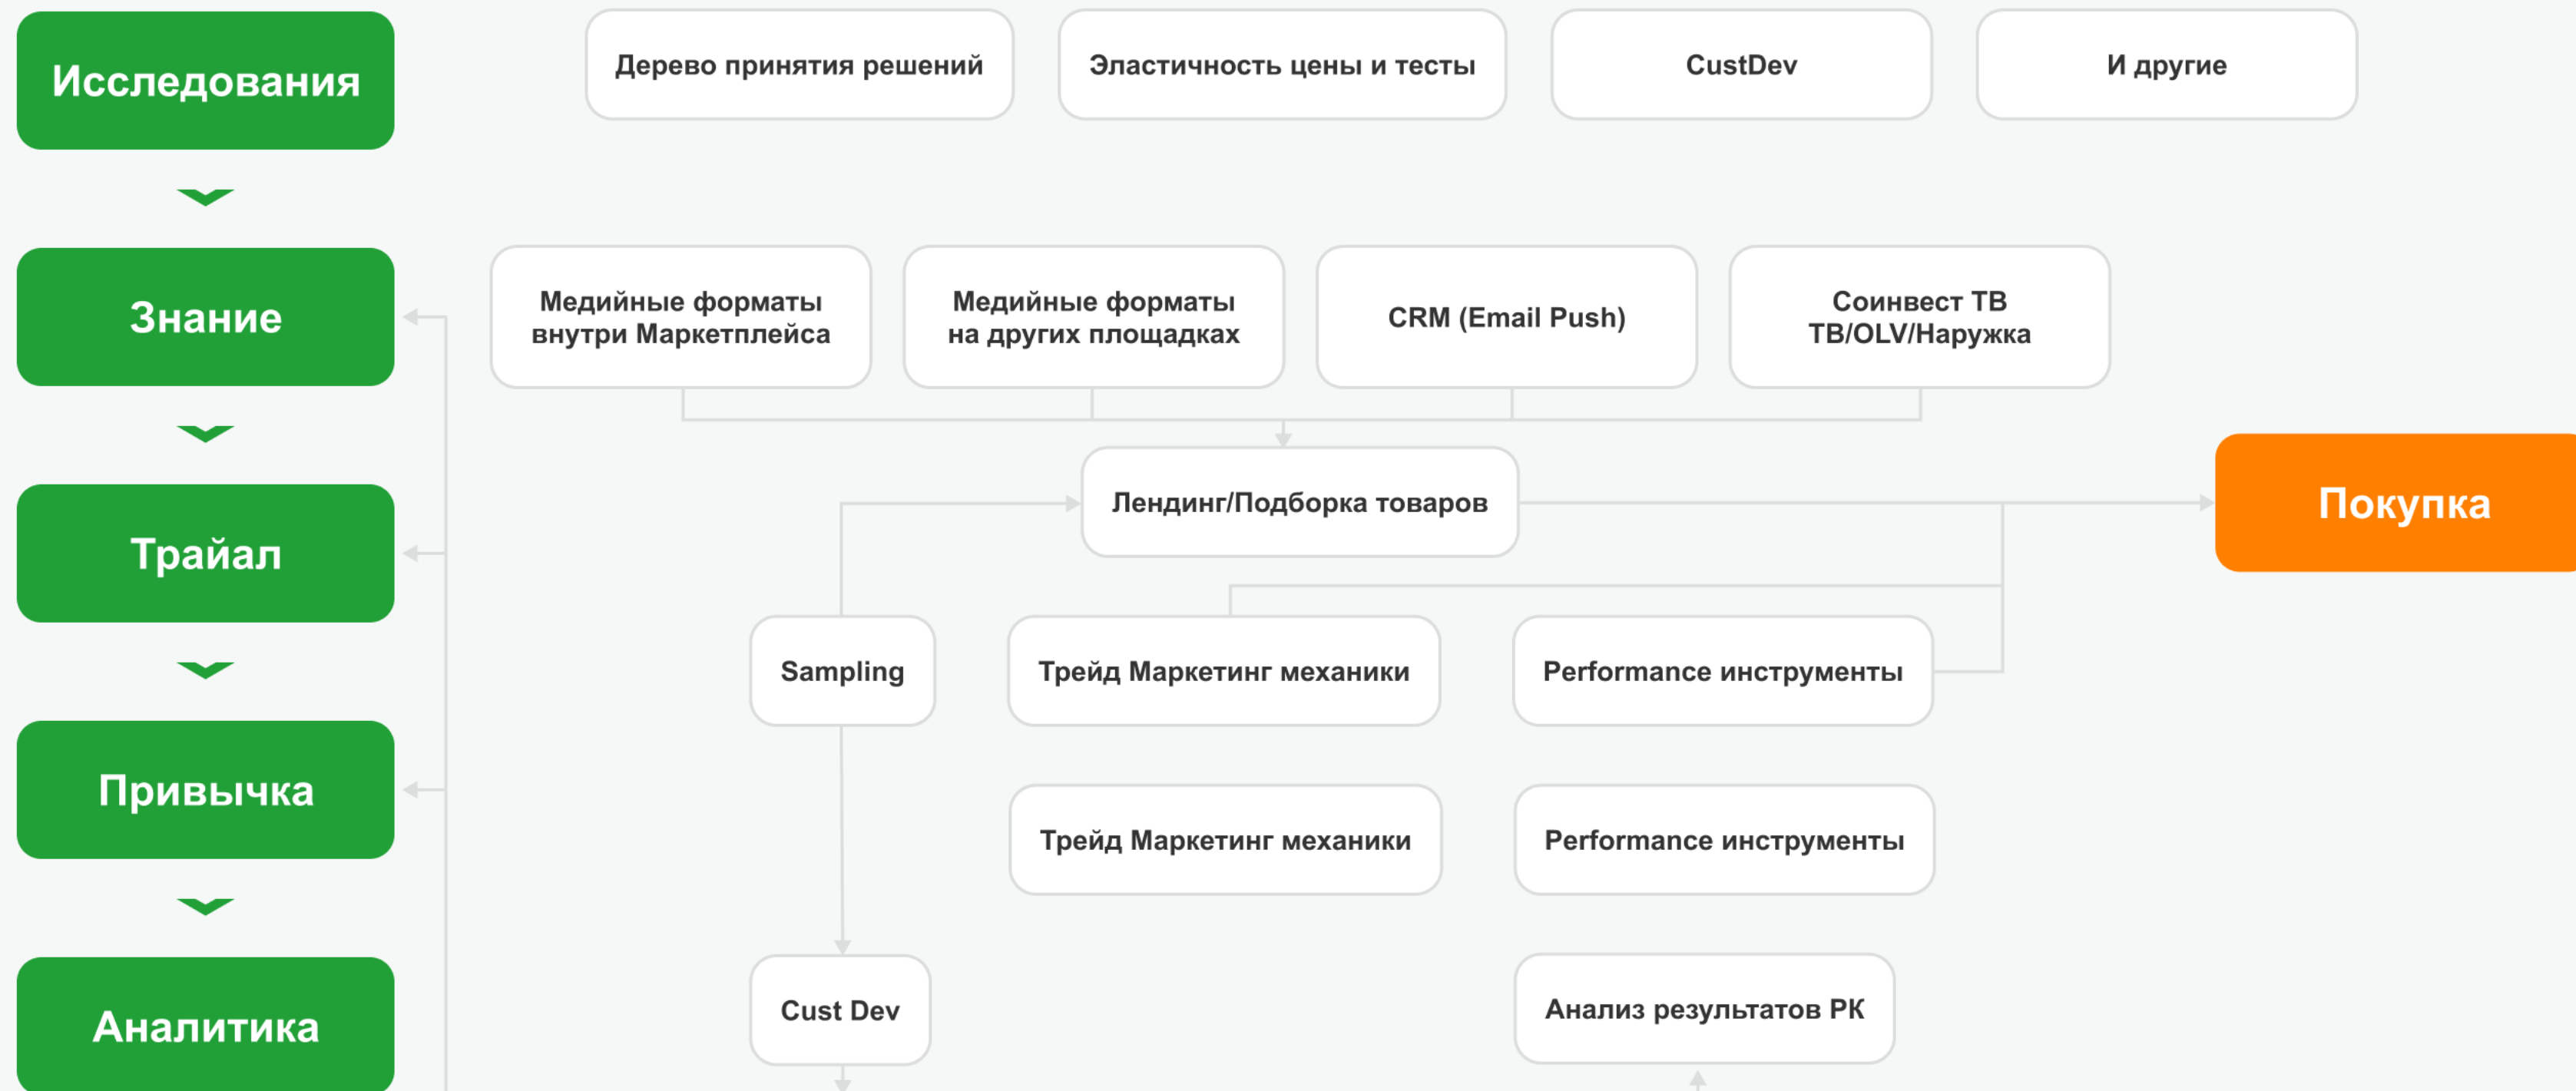 Исследования
Дерево принятия решений
Эластичность цены и тесты
CustDev
И другие
Знание
Медийные форматы
внутри Маркетплейса
Медийные форматы
на других площадках
CRM (Email Push)
Соинвест ТВ
ТВ/OLV/Наружка
Лендинг/Подборка товаров
Покупка
Трайал
Sampling
Трейд Маркетинг механики
Performance инструменты
Привычка
Трейд Маркетинг механики
Performance инструменты
Аналитика
Cust Dev
Анализ результатов РК